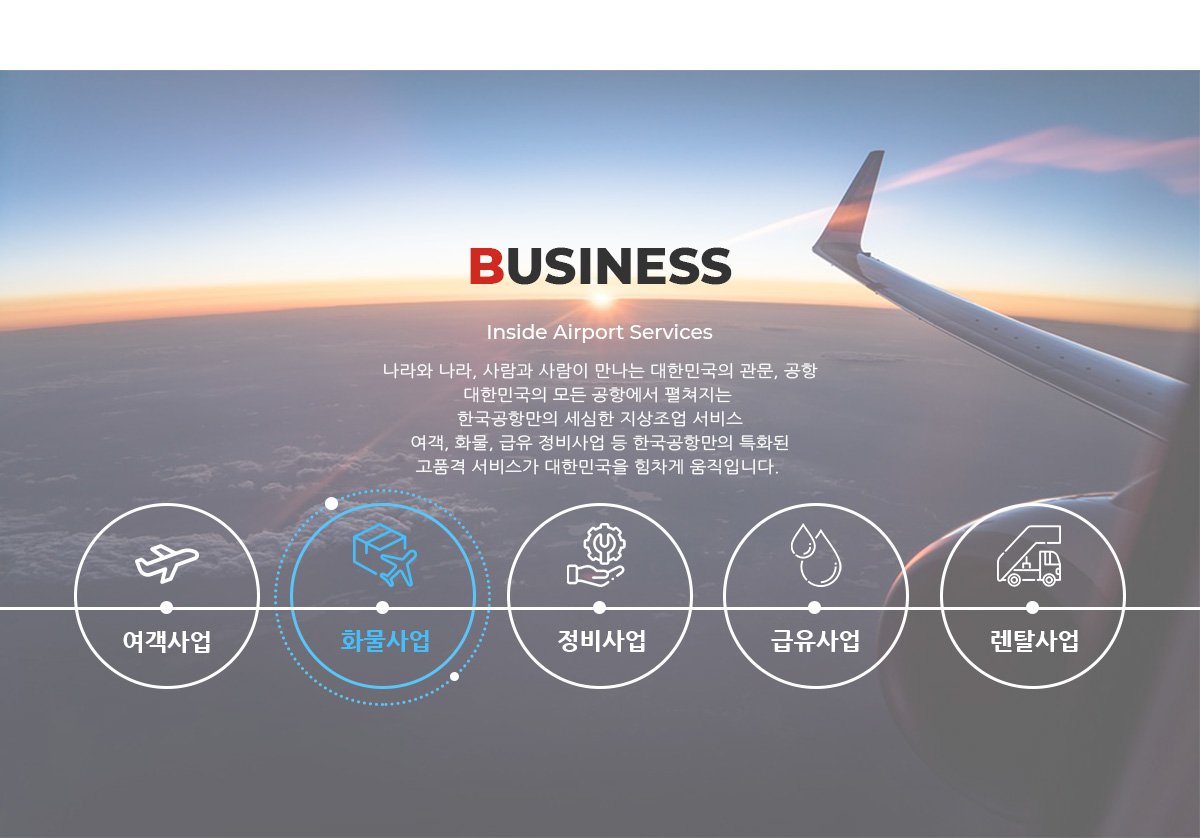 BUSINESS
Inside Airport Services
나라와 나라, 사람과 사람이 만나는 대한민국의 관문, 공항
대한민국의 모든 공항에서 펼쳐지는
한국공항만의 세심한 지상조업 서비스
여객, 화물, 급유 정비사업 등 한국공항만의 특화된
고품격 서비스가 대한민국을 힘차게 움직입니다.
여객사업
화물사업
정비사업
급유사업
렌탈사업